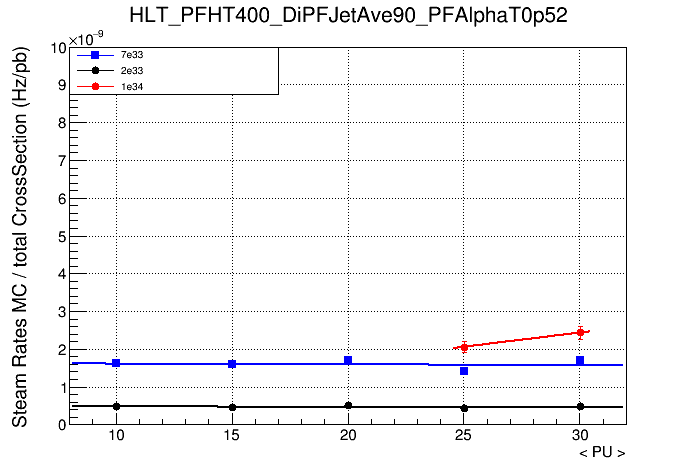 HLT_PFHT400_DiPFJetAve90_PFAlphaT0p52
×10⁻⁹
7e33
2e33
1e34
Steam Rates MC / total CrossSection (Hz/pb)
10
9
8
7
6
5
4
3
2
1
0
10 15 20 25 30
< PU >